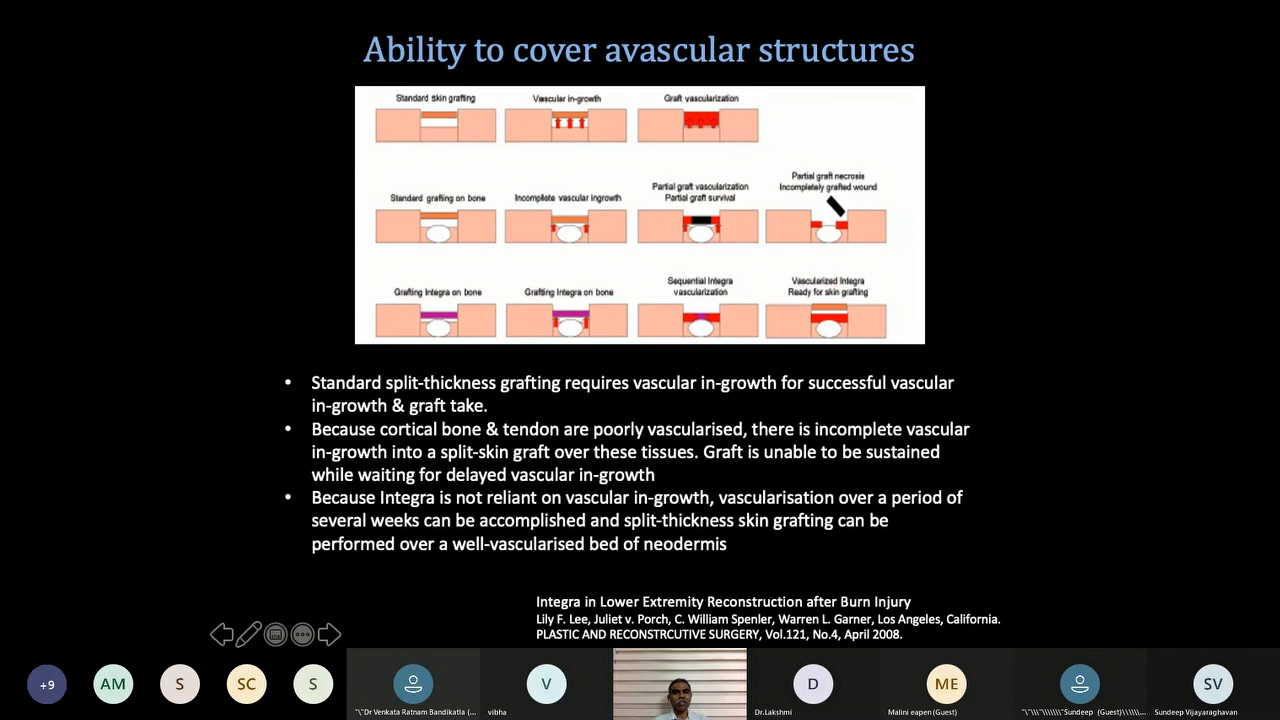 Ability to cover avascular structures
Standard skin grafting
Vascular in-growth
Graft vascularization
Standard grafting on bone
Incomplete vascular ingrowth
Partial graft vascularization
Partial graft survival
Partial graft necrosis
Incompletely grafted wound
Grafting Integra on bone
Grafting Integra on bone
Sequential Integra
vascularization
Vascularized Integra
Ready for skin grafting
• Standard split-thickness grafting requires vascular in-growth for successful vascular
in-growth & graft take.
• Because cortical bone & tendon are poorly vascularised, there is incomplete vascular
in-growth into a split-skin graft over these tissues. Graft is unable to be sustained
while waiting for delayed vascular in-growth
• Because Integra is not reliant on vascular in-growth, vascularisation over a period of
several weeks can be accomplished and split-thickness skin grafting can be
performed over a well-vascularised bed of neodermis
Integra in Lower Extremity Reconstruction after Burn Injury
Lily F. Lee, Juliet v. Porch, C. William Spenler, Warren L. Garner, Los Angeles, California.
PLASTIC AND RECONSTRCUTIVE SURGERY, Vol.121, No.4, April 2008.
+9
AM
S
SC
S
V
D
ME
SV
"\"Dr Venkata Ratnam Bandikatla (...
vibha
Dr.Lakshmi
Malini eapen (Guest)
"\"\\\"\\\\\\\"Sundeep (Guest)\\\\\\...
Sundeep Vijayaraghavan